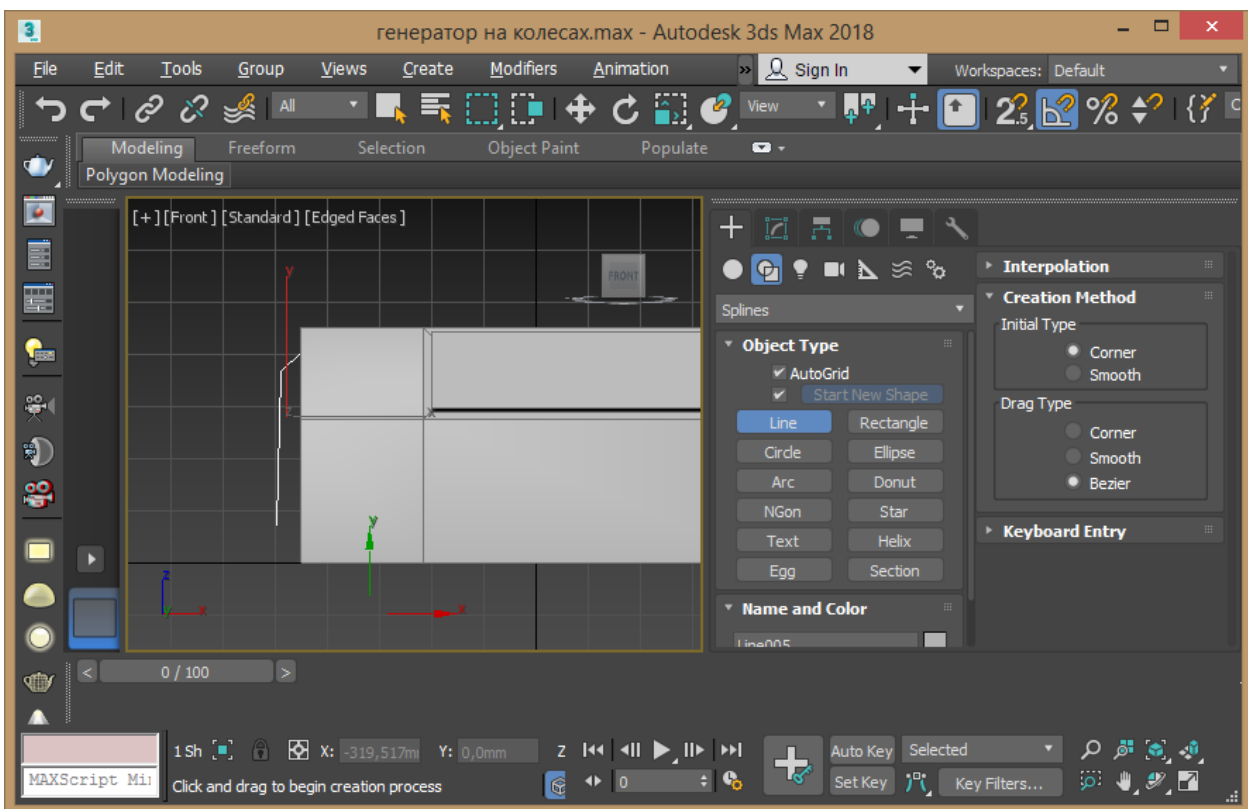 генератор на колесах.max - Autodesk 3ds Max 2018
File Edit Tools Group Views Create Modifiers Animation » Sign In Workspaces: Default
All View 2.5
Modeling Freeform Selection Object Paint Populate
Polygon Modeling
[+] [Front] [Standard] [Edged Faces]
FRONT
y
z x
y
x
z
y x
Splines
Object Type
AutoGrid
Start New Shape
Line Rectangle
Circle Ellipse
Arc Donut
NGon Star
Text Helix
Egg Section
Name and Color
Line005
Interpolation
Creation Method
Initial Type
Corner
Smooth
Drag Type
Corner
Smooth
Bezier
Keyboard Entry
< 0 / 100 >
1 Sh X: -319,517m Y: 0,0mm Z
Auto Key Selected
MAXScript Mi
Click and drag to begin creation process
0
Set Key Key Filters...